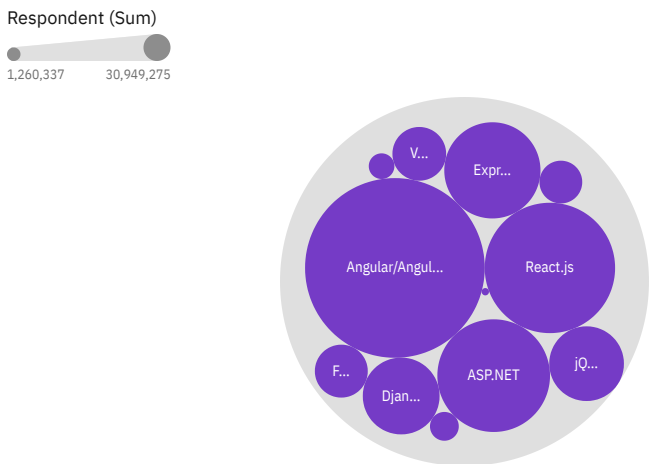 Respondent (Sum)
1,260,337 30,949,275
V...
Expr...
Angular/Angul...
React.js
F...
Djan...
ASP.NET
jQ...